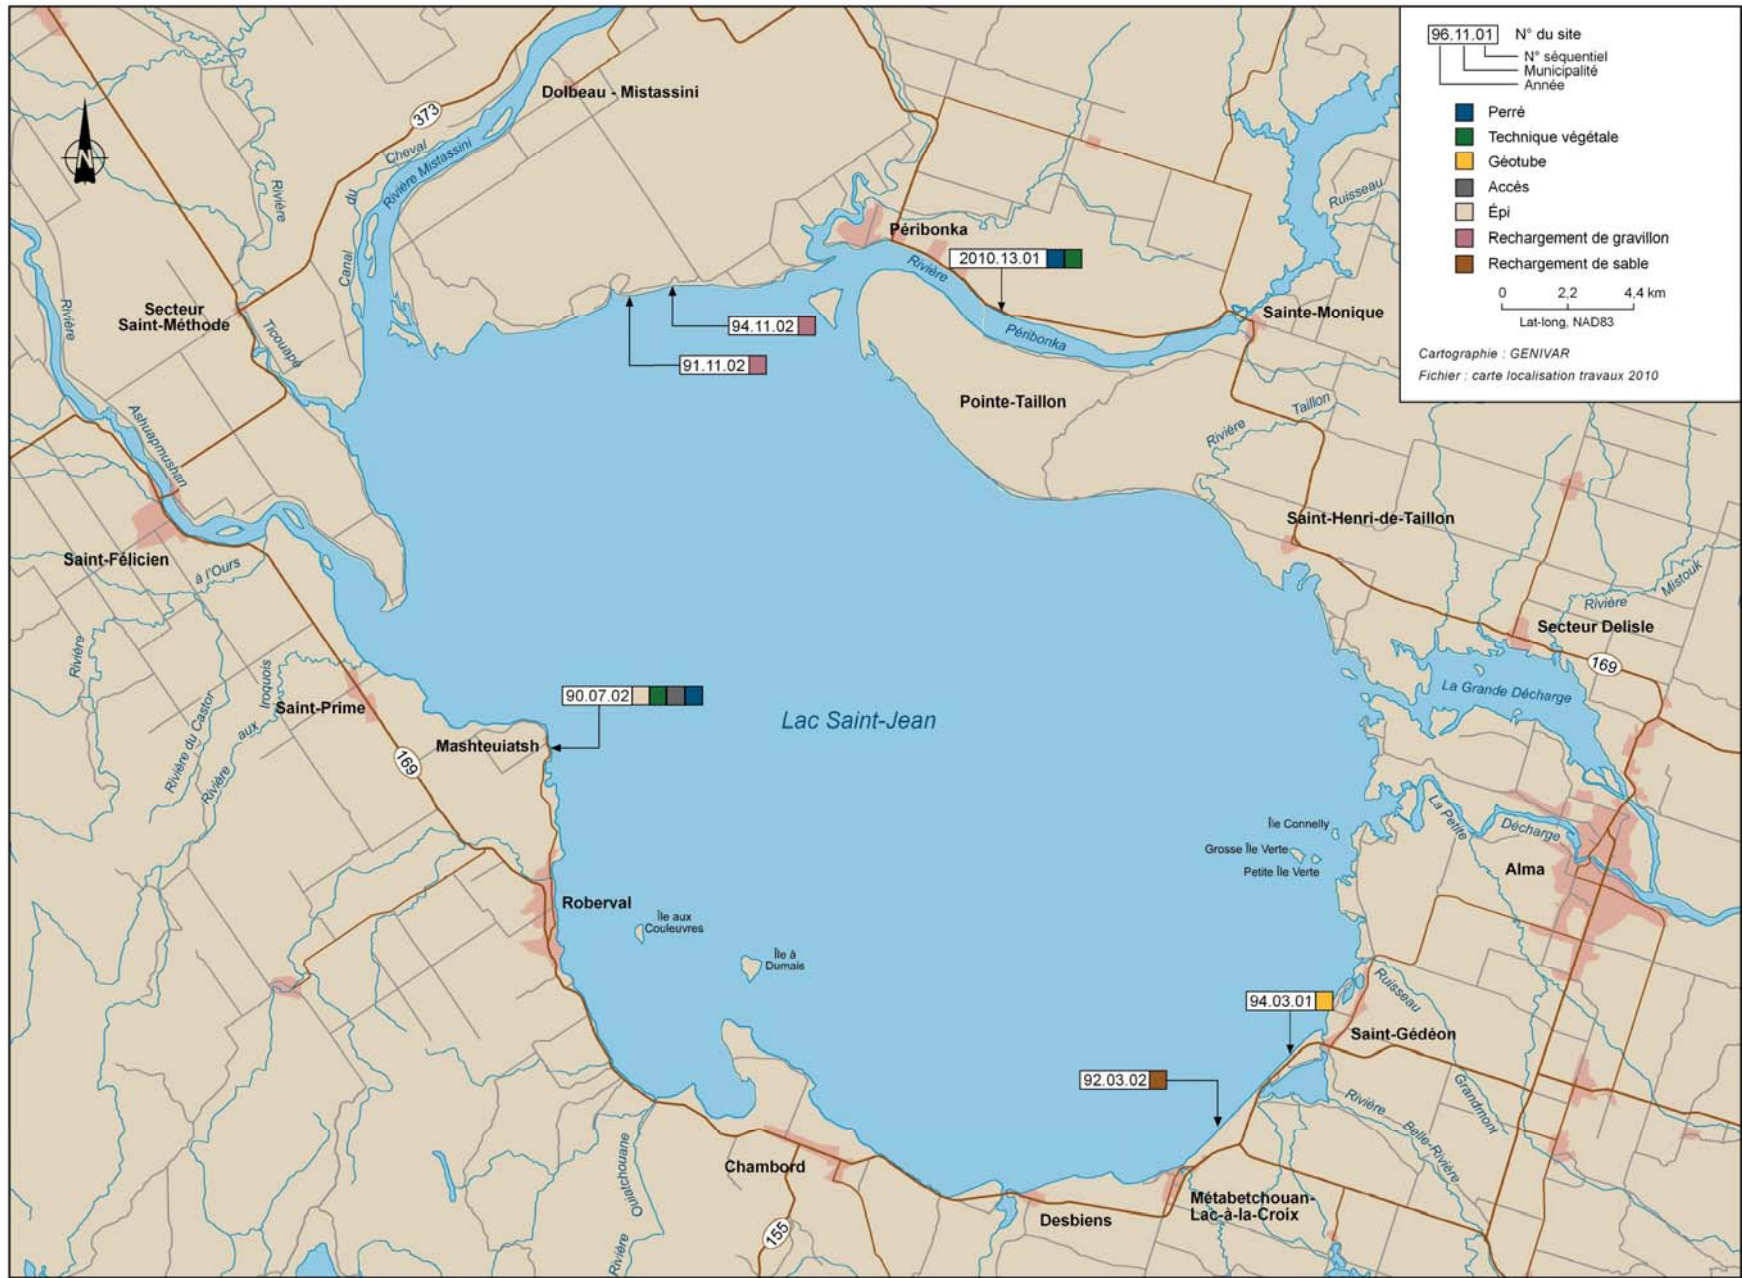 96.11.01 N° du site
N° séquentiel
Municipalité
Année
Perré
Technique végétale
Géotube
Accés
Épi
Rechargement de gravillon
Rechargement de sable
0 2,2 4,4 km
Lat-long, NAD83
Cartographie : GENIVAR
Fichier : carte localisation travaux 2010
N
Dolbeau - Mistassini
373
Canal du Cheval
Rivière Mistassini
Rivière
Ticouapé
Secteur
Saint-Méthode
Rivière
Ashuapmushan
Péribonka
2010.13.01
Rivière
Péribonka
Ruisseau
Sainte-Monique
94.11.02
91.11.02
Pointe-Taillon
Rivière Taillon
Saint-Henri-de-Taillon
Saint-Félicien
Rivière
à l'Ours
Rivière Mistouk
Secteur Delisle
169
La Grande Décharge
Saint-Prime
Rivière du Castor
Rivière aux Iroquois
90.07.02
Mashteuiatsh
169
Lac Saint-Jean
La Petite
Décharge
Île Connelly
Grosse Île Verte
Petite Île Verte
Alma
Roberval
Île aux
Couleuvres
Île à
Dumais
94.03.01
Ruisseau
Grandmont
Saint-Gédéon
92.03.02
Rivière
Belle-Rivière
Chambord
155
Rivière
Ouiatchouane
Desbiens
Métabetchouan-
Lac-à-la-Croix